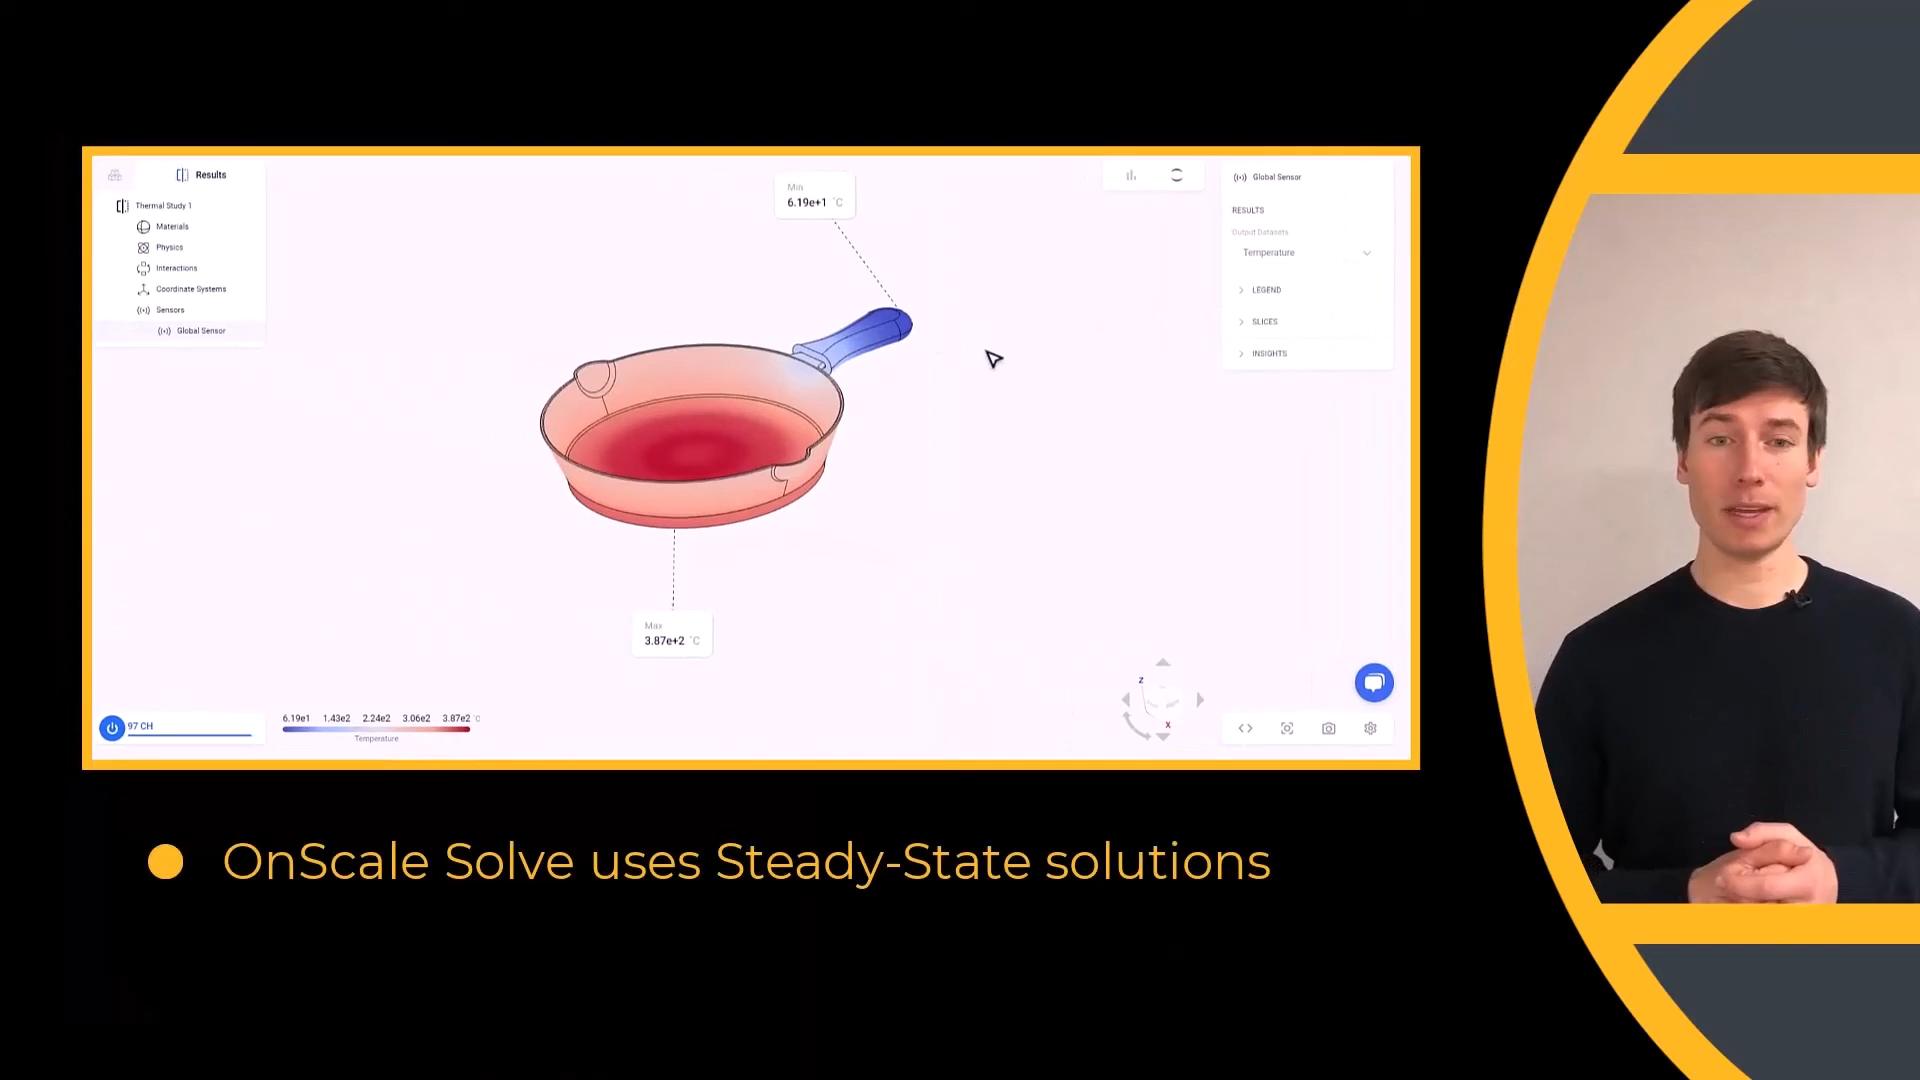 Results
Thermal Study 1
Materials
Physics
Interactions
Coordinate Systems
Sensors
Global Sensor
Min
6.19e+1 °C
Max
3.87e+2 °C
Global Sensor
RESULTS
Output Datasets
Temperature
LEGEND
SLICES
INSIGHTS
97 CH
6.19e1 1.43e2 2.24e2 3.06e2 3.87e2 °C
Temperature
Z
X
OnScale Solve uses Steady-State solutions